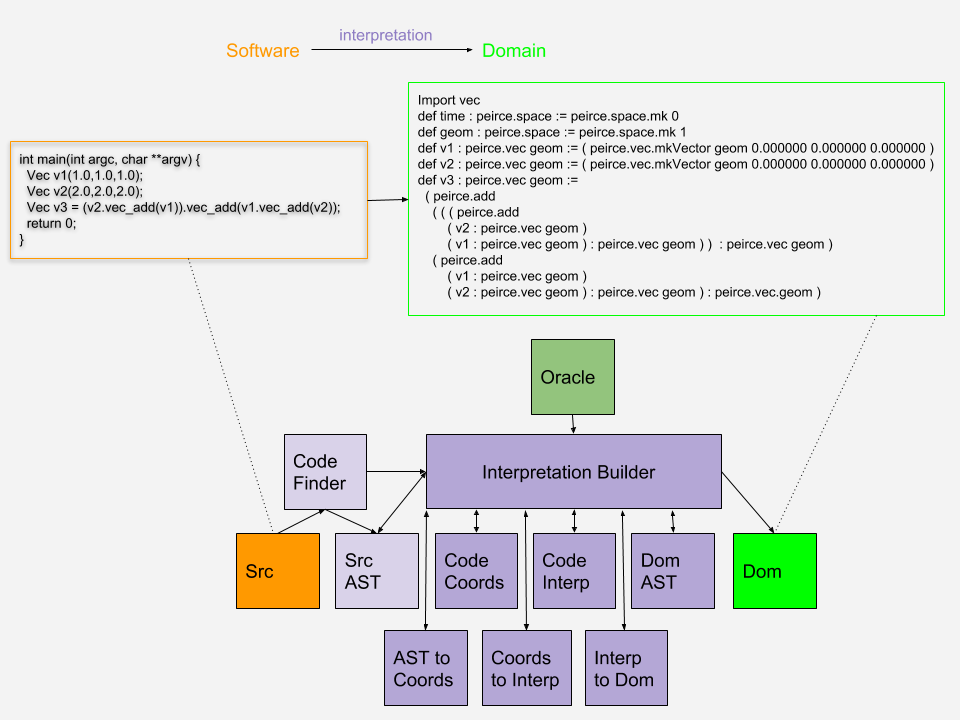 interpretation
Software
Domain
Import vec
def time : peirce.space := peirce.space.mk 0
def geom : peirce.space := peirce.space.mk 1
def v1 : peirce.vec geom := ( peirce.vec.mkVector geom 0.000000 0.000000 0.000000 )
def v2 : peirce.vec geom := ( peirce.vec.mkVector geom 0.000000 0.000000 0.000000 )
def v3 : peirce.vec geom :=
( peirce.add
( ( ( peirce.add
( v2 : peirce.vec geom )
( v1 : peirce.vec geom ) : peirce.vec geom ) ) : peirce.vec geom )
( peirce.add
( v1 : peirce.vec geom )
( v2 : peirce.vec geom ) : peirce.vec geom ) : peirce.vec.geom )
int main(int argc, char **argv) {
Vec v1(1.0,1.0,1.0);
Vec v2(2.0,2.0,2.0);
Vec v3 = (v2.vec_add(v1)).vec_add(v1.vec_add(v2));
return 0;
}
Oracle
Code
Finder
Interpretation Builder
Src
Src
AST
Code
Coords
Code
Interp
Dom
AST
Dom
AST to
Coords
Coords
to Interp
Interp
to Dom